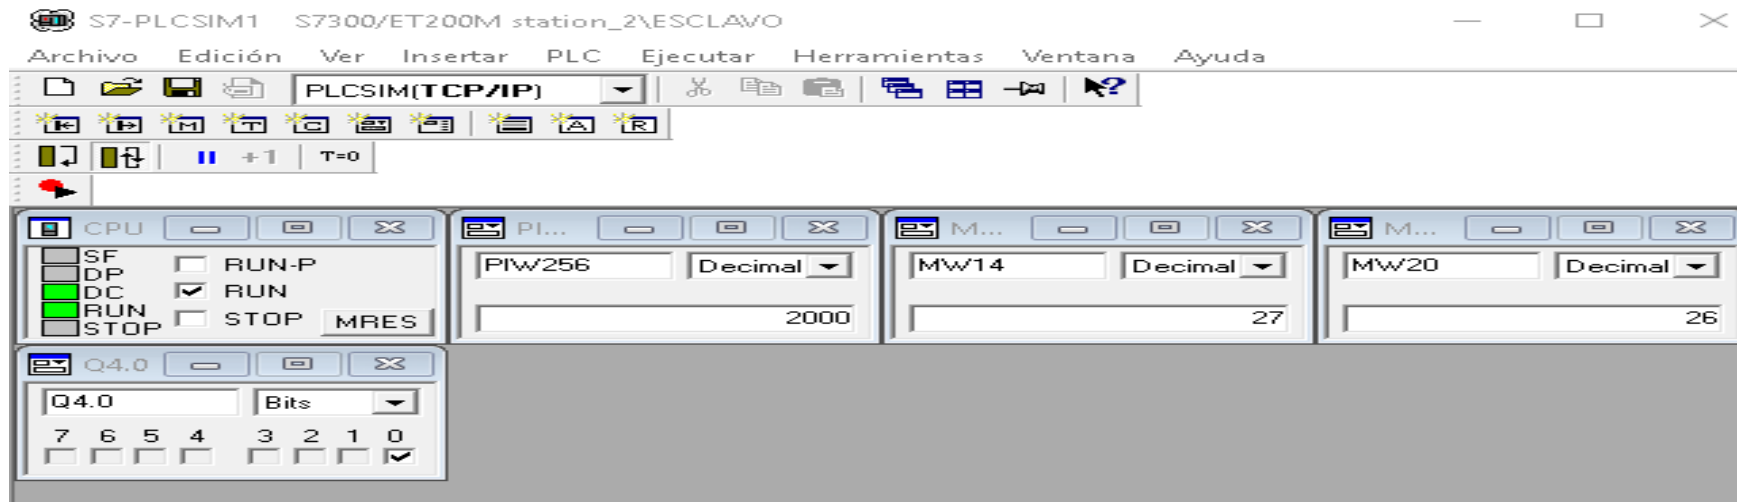 S7-PLCSIM1 S7300/ET200M station_2\ESCLAVO
Archivo Edición Ver Insertar PLC Ejecutar Herramientas Ventana Ayuda
PLCSIM(TCP/IP)
M T C A R
+1 T=0
CPU PI... M... M...
SF
DP
DC
RUN
STOP
RUN-P
RUN
STOP MRES
PIW256 Decimal
2000
MW14 Decimal
27
MW20 Decimal
26
Q4.0
Q4.0 Bits
7 6 5 4 3 2 1 0